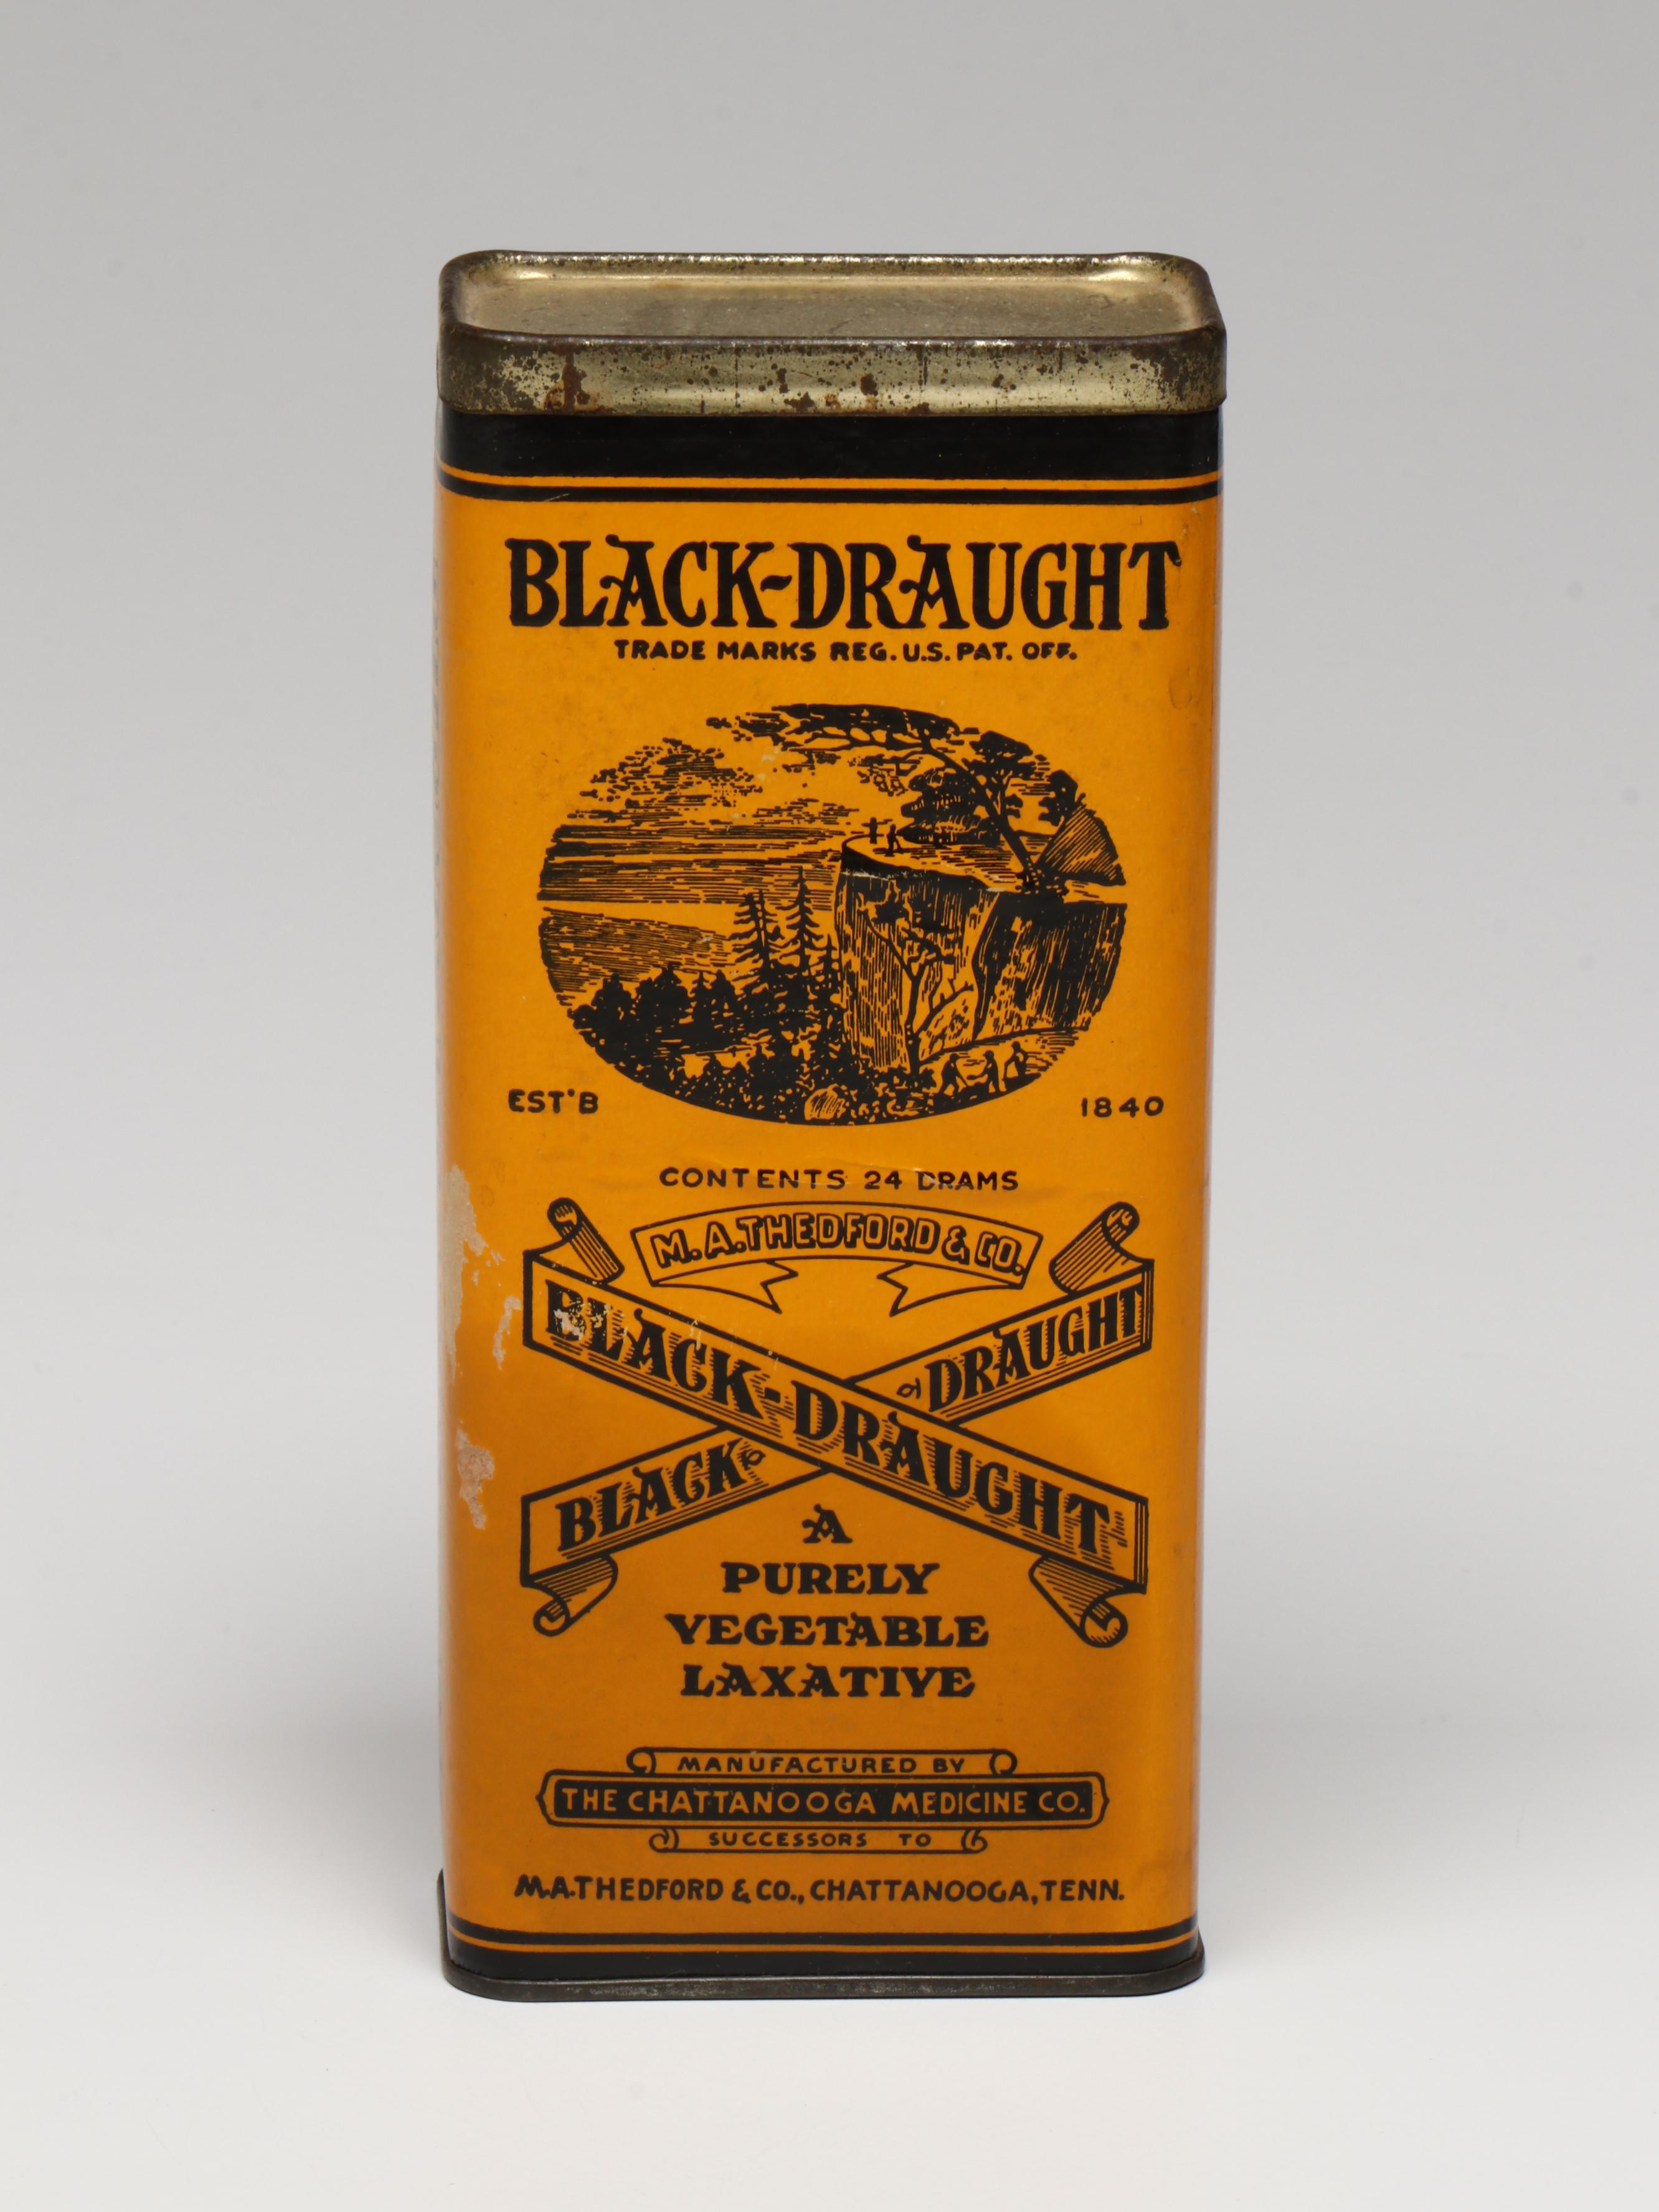 BLACK-DRAUGHT
TRADE MARKS REG. U.S. PAT. OFF.
EST'B 1840
CONTENTS 24 DRAMS
M. A. THEDFORD & CO.
BLACK-DRAUGHT
BLACK DRAUGHT
A
PURELY
VEGETABLE
LAXATIVE
MANUFACTURED BY
THE CHATTANOOGA MEDICINE CO.
SUCCESSORS TO
M.A. THEDFORD & CO., CHATTANOOGA, TENN.